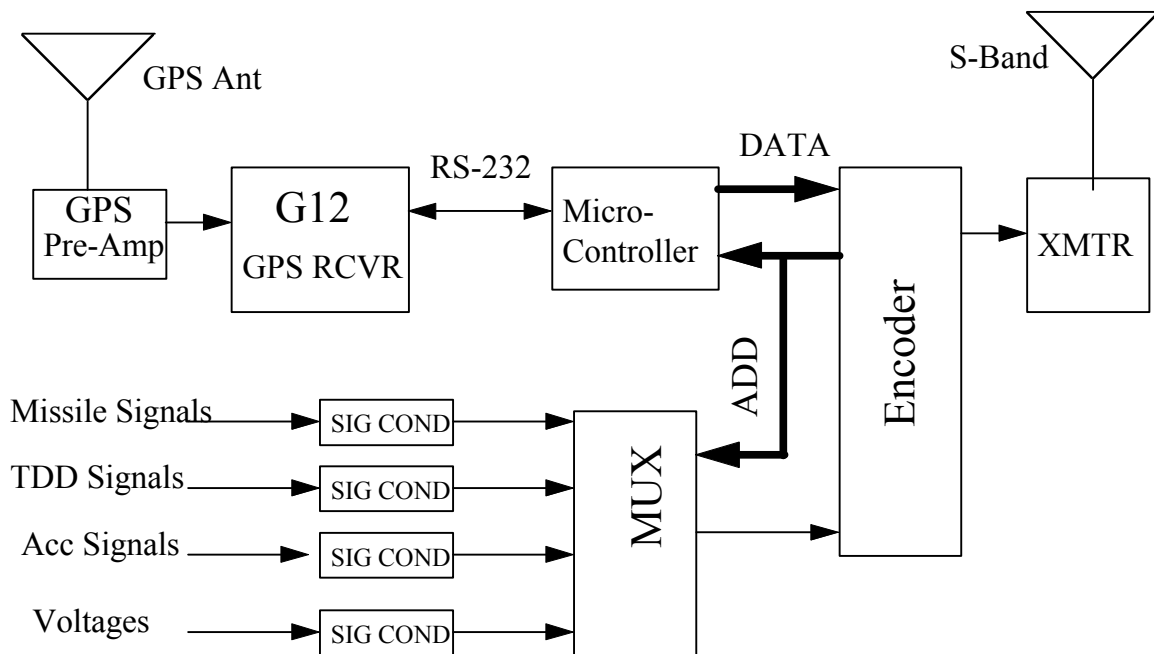 GPS Ant
S-Band
RS-232
DATA
GPS
Pre-Amp
G12
GPS RCVR
Micro-
Controller
Encoder
XMTR
ADD
Missile Signals
SIG COND
TDD Signals
SIG COND
Acc Signals
SIG COND
Voltages
SIG COND
MUX